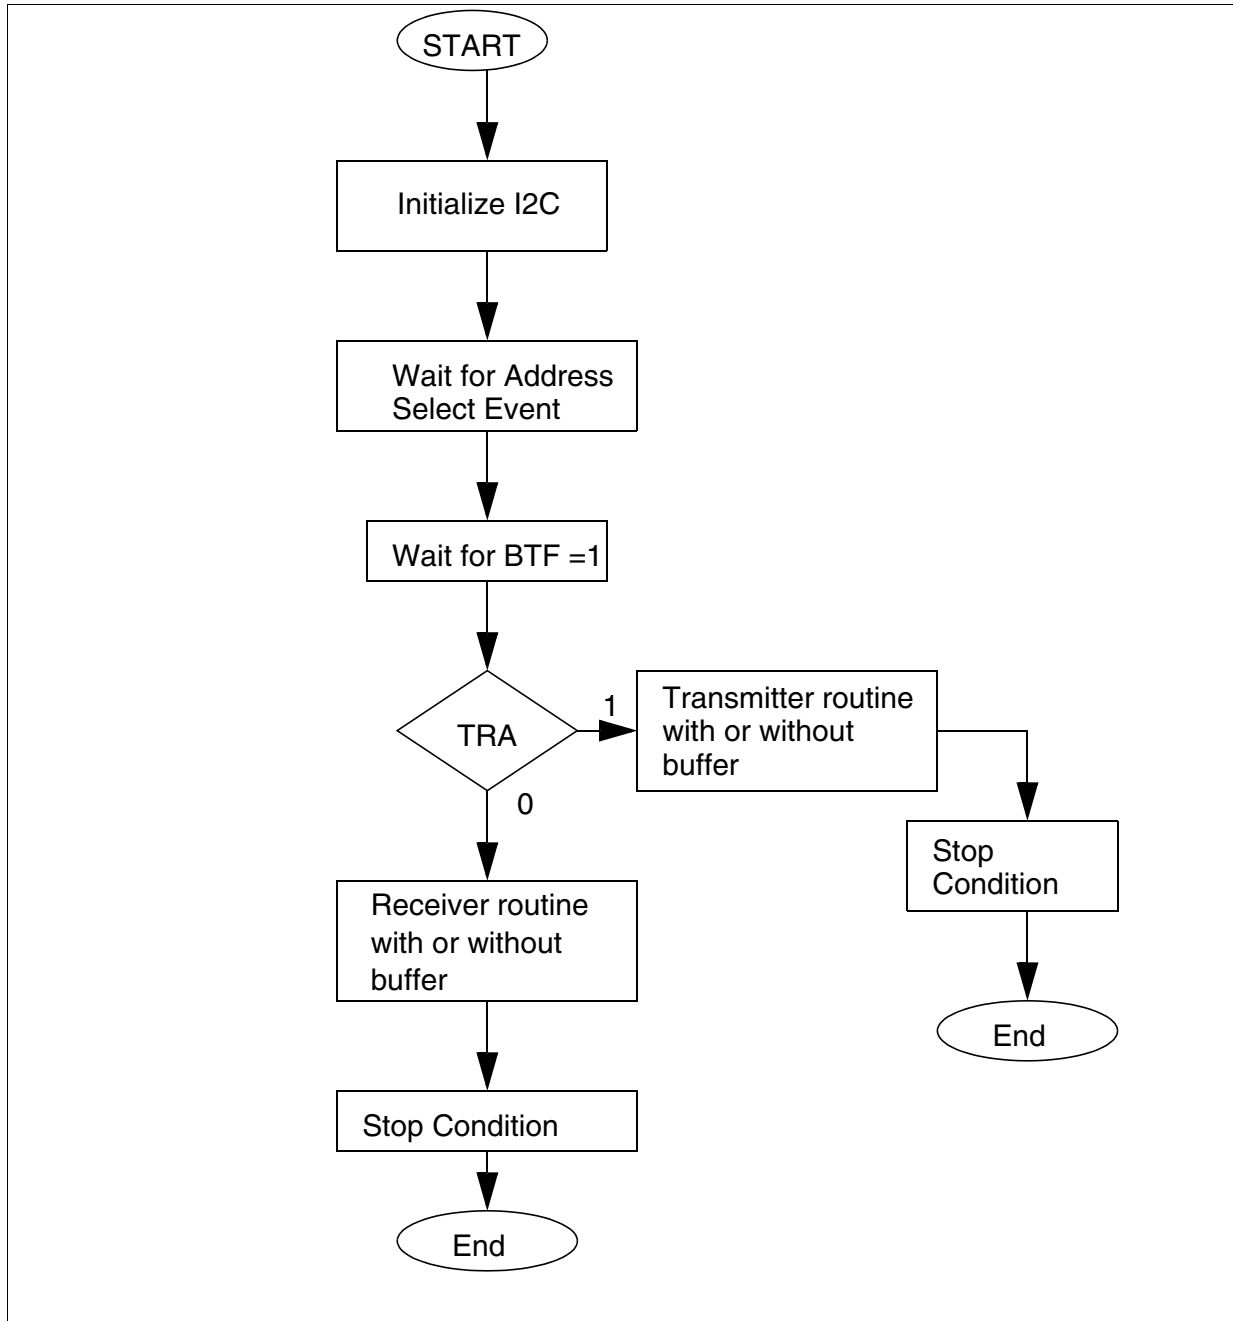 START
Initialize I2C
Wait for Address
Select Event
Wait for BTF =1
TRA
1
Transmitter routine
with or without
buffer
0
Stop
Condition
Receiver routine
with or without
buffer
End
Stop Condition
End